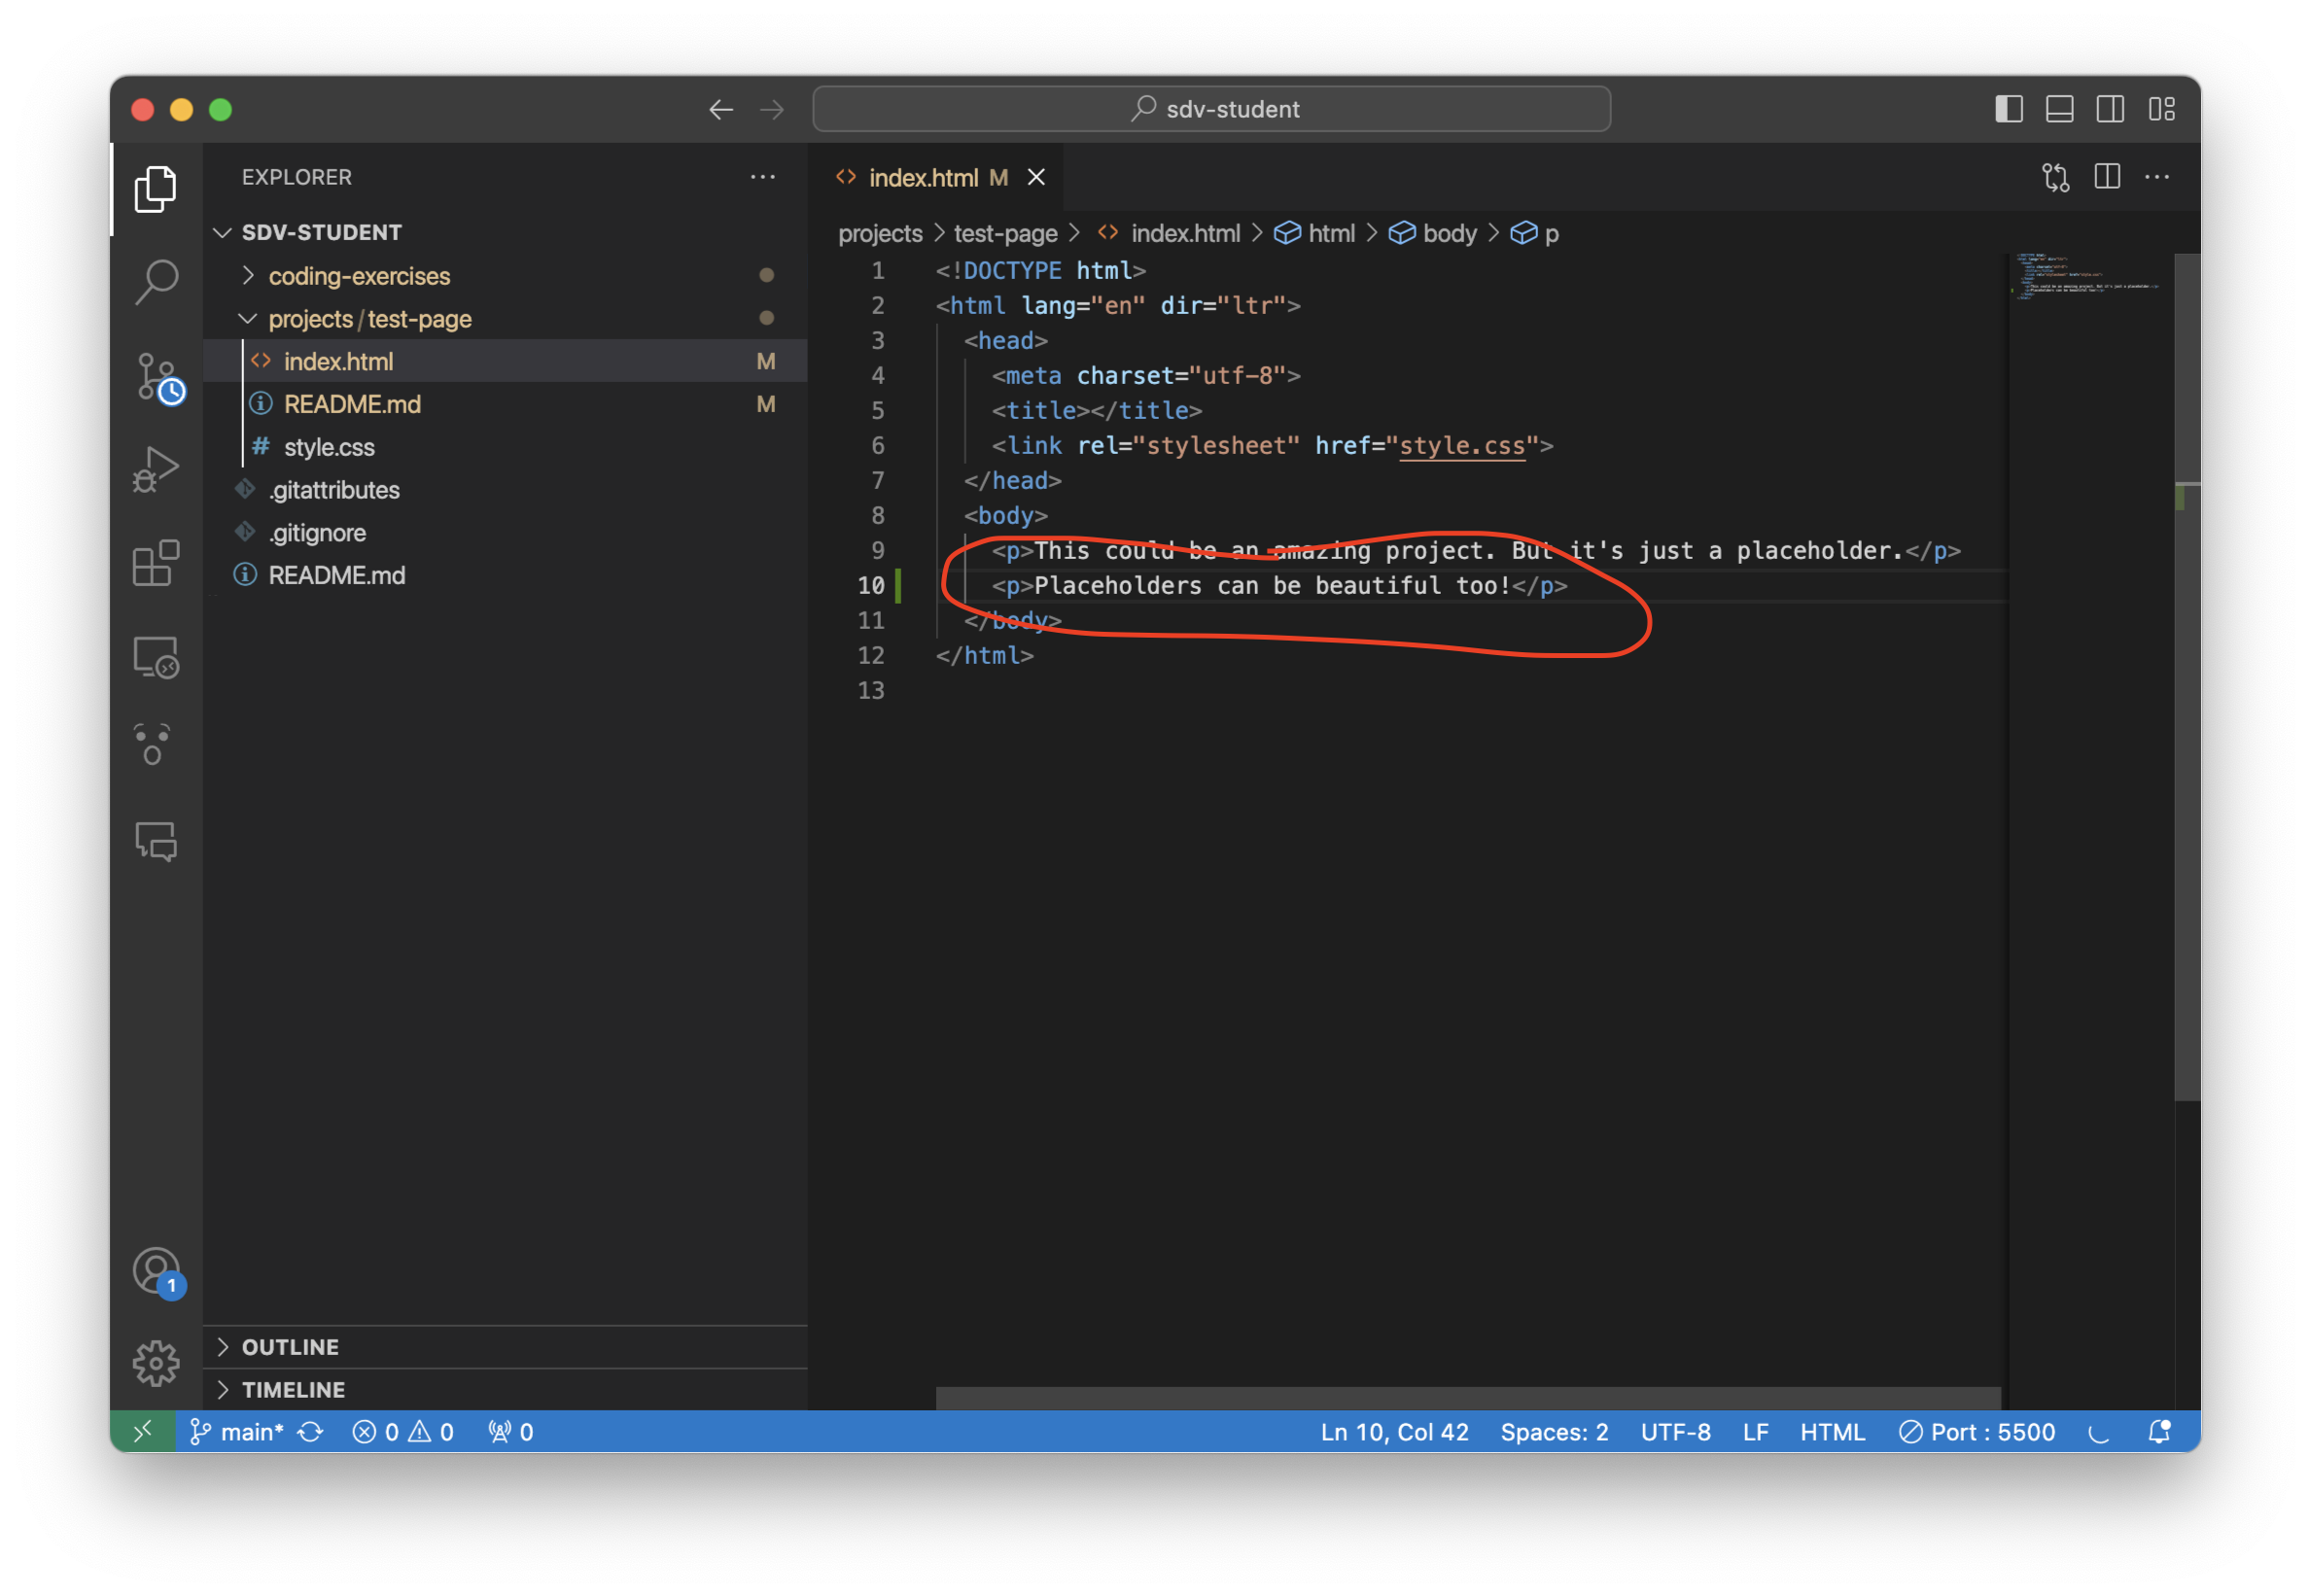 sdv-student
EXPLORER
SDV-STUDENT
coding-exercises
projects/test-page
index.html M
README.md M
style.css
.gitattributes
.gitignore
README.md
OUTLINE
TIMELINE
index.html M
projects > test-page > index.html > html > body > p
1 <!DOCTYPE html>
2 <html lang="en" dir="ltr">
3 <head>
4 <meta charset="utf-8">
5 <title></title>
6 <link rel="stylesheet" href="style.css">
7 </head>
8 <body>
9 <p>This could be an amazing project. But it's just a placeholder.</p>
10 <p>Placeholders can be beautiful too!</p>
11 </body>
12 </html>
13
1
main* 0 0 0 Ln 10, Col 42 Spaces: 2 UTF-8 LF HTML Port : 5500